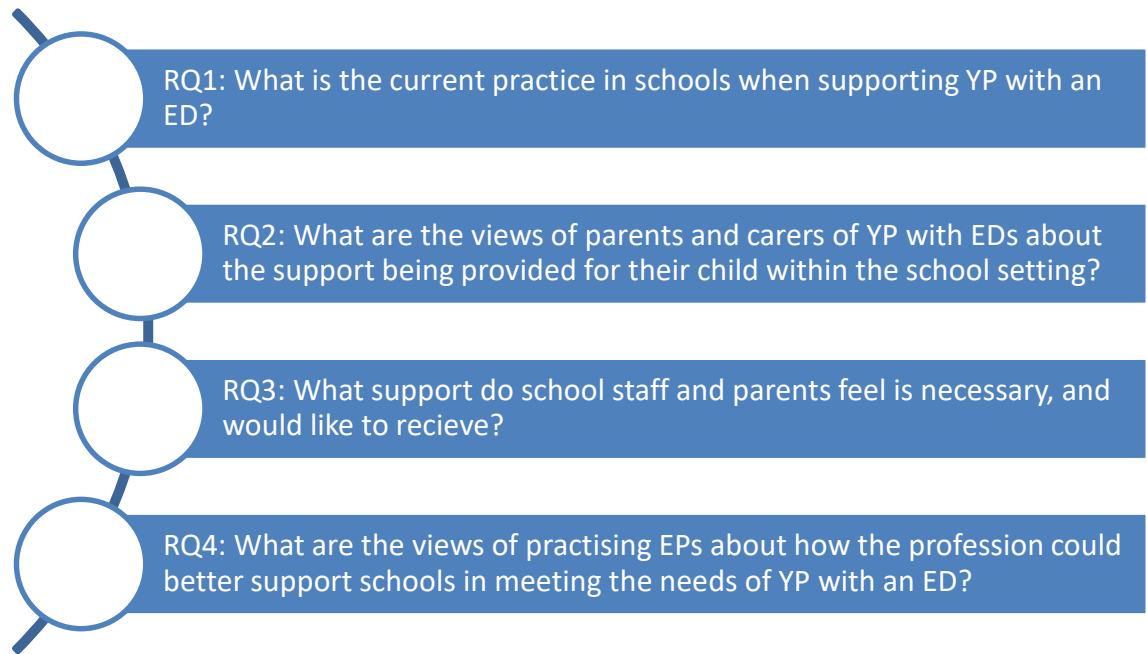 RQ1: What is the current practice in schools when supporting YP with an
ED?
RQ2: What are the views of parents and carers of YP with EDs about
the support being provided for their child within the school setting?
RQ3: What support do school staff and parents feel is necessary, and
would like to recieve?
RQ4: What are the views of practising EPs about how the profession could
better support schools in meeting the needs of YP with an ED?